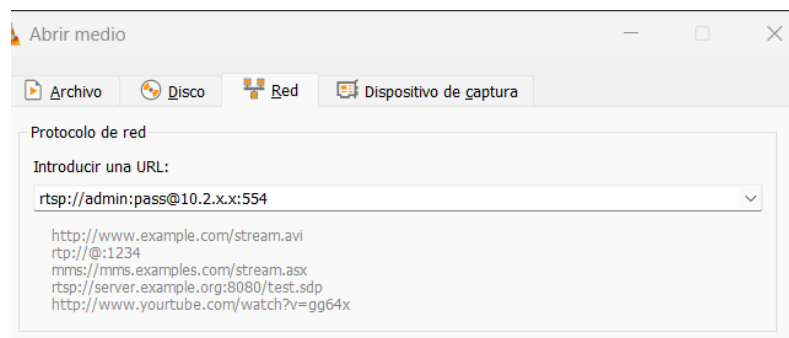 Abrir medio
Archivo Disco Red Dispositivo de captura
Protocolo de red
Introducir una URL:
rtsp://admin:pass@10.2.x.x:554
http://www.example.com/stream.avi
rtp://@:1234
mms://mms.examples.com/stream.asx
rtsp://server.example.org:8080/test.sdp
http://www.yourtube.com/watch?v=gg64x